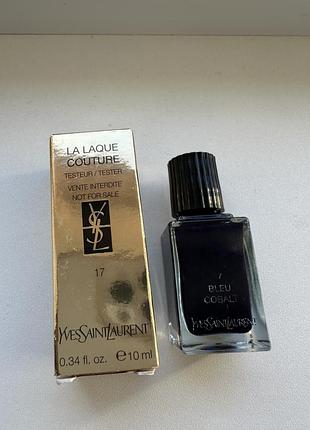 LA LAQUE
COUTURE
TESTEUR / TESTER
VENTE INTERDITE
NOT FOR SALE
YSL
17
YVESSAINTLAURENT
0.34 fl. oz. e 10 ml
7
BLEU
COBALT
YVESSAINTLAURENT